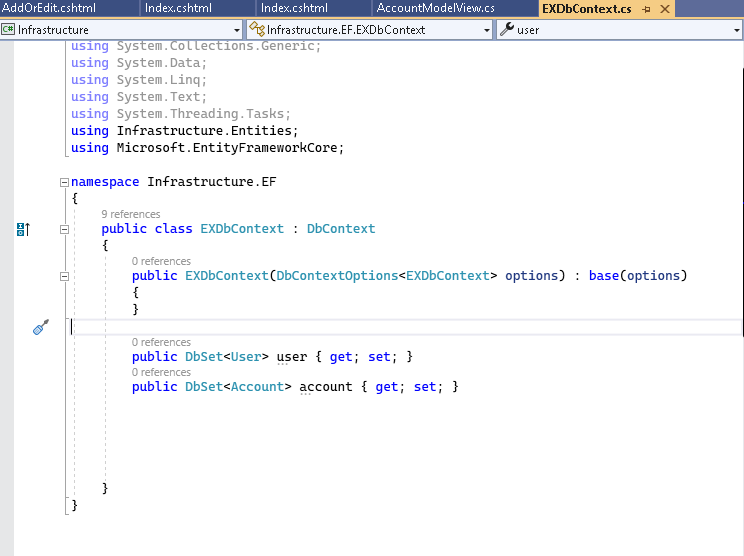 AddOrEdit.cshtml Index.cshtml Index.cshtml AccountModelView.cs EXDbContext.cs
C# Infrastructure Infrastructure.EF.EXDbContext user
using System.Collections.Generic;
using System.Data;
using System.Linq;
using System.Text;
using System.Threading.Tasks;
using Infrastructure.Entities;
using Microsoft.EntityFrameworkCore;
namespace Infrastructure.EF
{
9 references
public class EXDbContext : DbContext
{
0 references
public EXDbContext(DbContextOptions<EXDbContext> options) : base(options)
{
}
0 references
public DbSet<User> user { get; set; }
0 references
public DbSet<Account> account { get; set; }
}
}